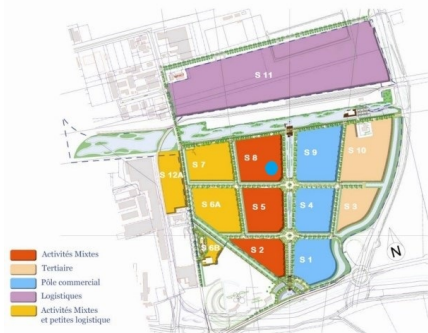 S 11
S 7
S 8
S 9
S 10
S 12A
S 6A
S 5
S 4
S 3
S 6B
S 2
S 1
N
Activités Mixtes
Tertiaire
Pôle commercial
Logistiques
Activités Mixtes
et petites logistique